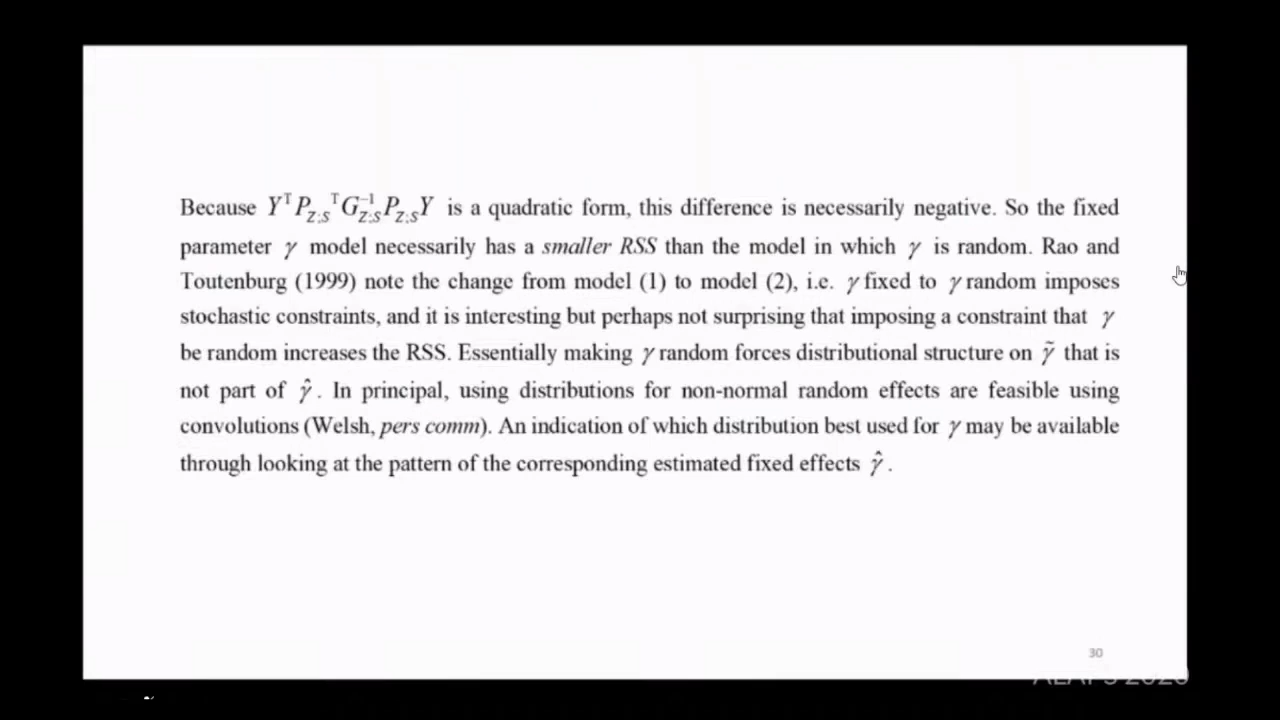 Because Y^T P_{Z;S}^T G_{Z;S}^{-1} P_{Z;S} Y is a quadratic form, this difference is necessarily negative. So the fixed
parameter γ model necessarily has a smaller RSS than the model in which γ is random. Rao and
Toutenburg (1999) note the change from model (1) to model (2), i.e. γ fixed to γ random imposes
stochastic constraints, and it is interesting but perhaps not surprising that imposing a constraint that γ
be random increases the RSS. Essentially making γ random forces distributional structure on γ̃ that is
not part of γ̂. In principal, using distributions for non-normal random effects are feasible using
convolutions (Welsh, pers comm). An indication of which distribution best used for γ may be available
through looking at the pattern of the corresponding estimated fixed effects γ̂.
30